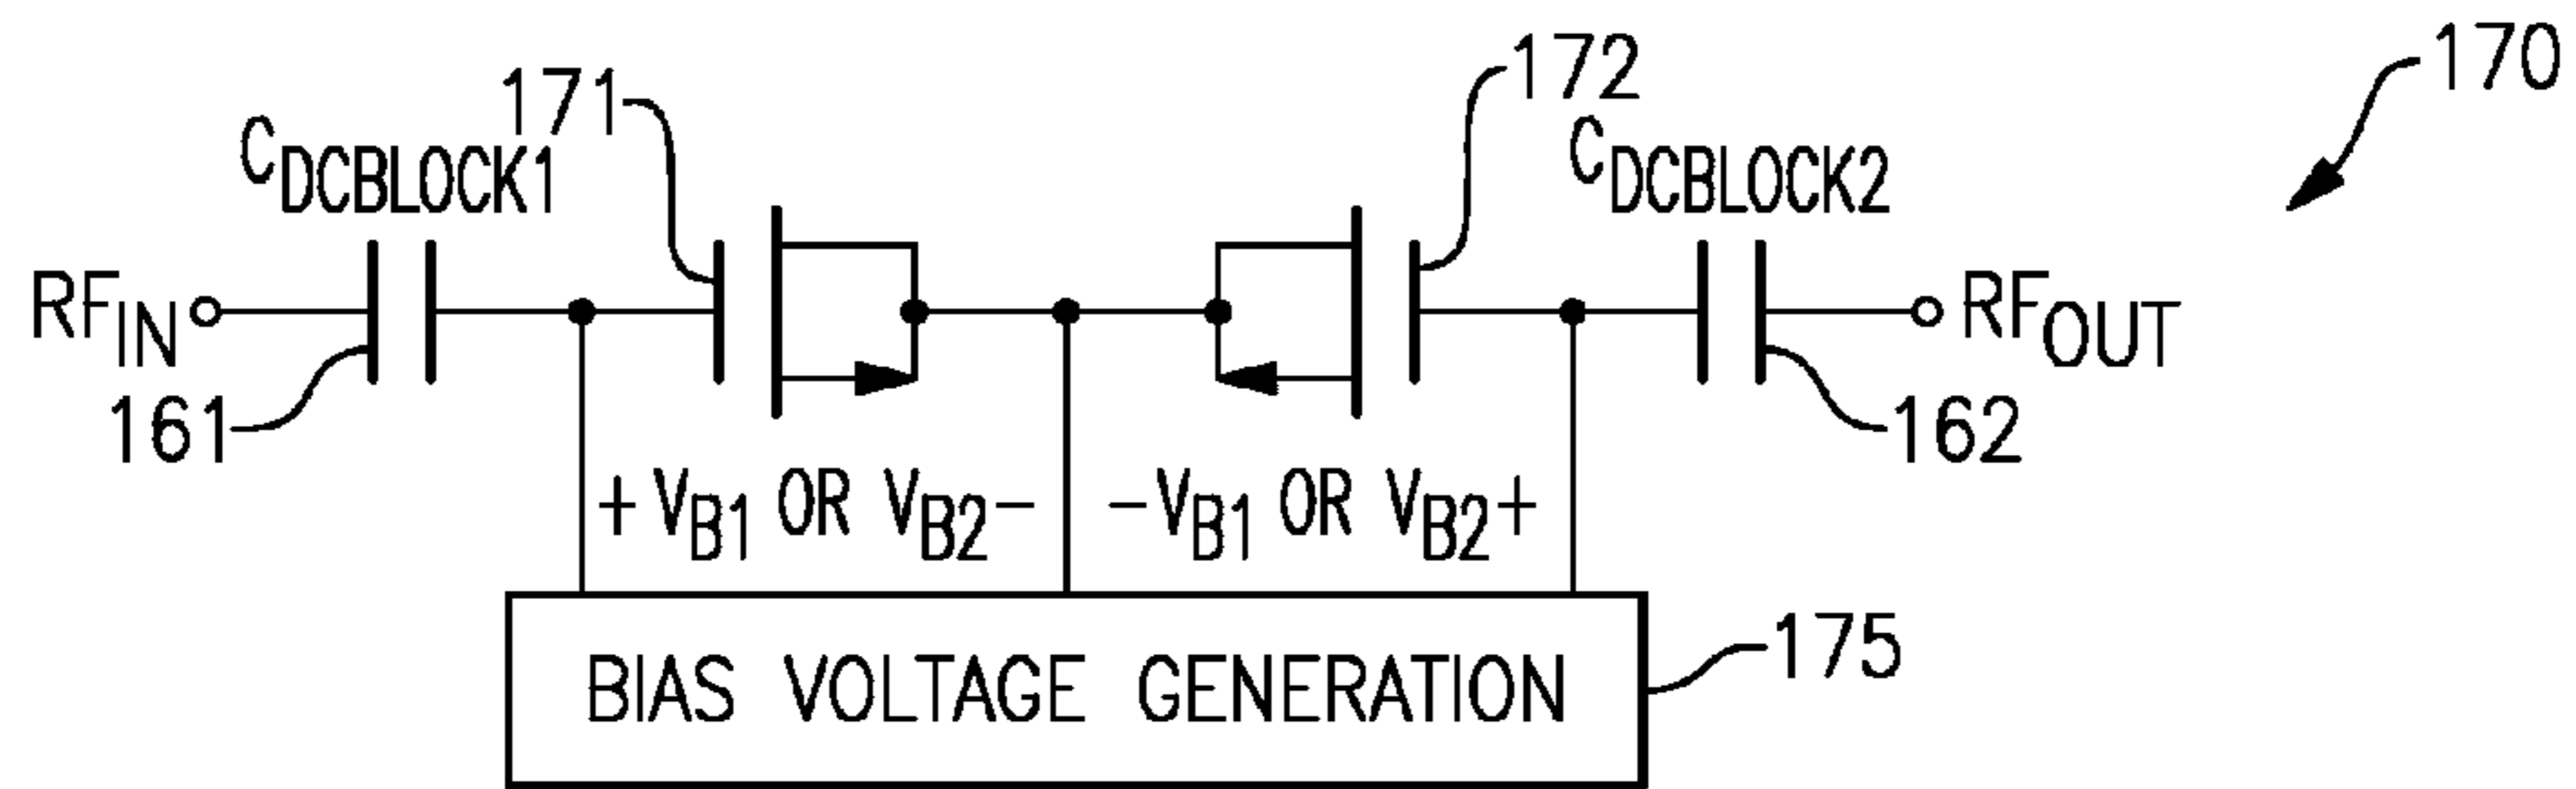 170
171
172
CDCBLOCK1
CDCBLOCK2
RFIN
RFOUT
161
162
+ VB1 OR VB2 -
- VB1 OR VB2 +
BIAS VOLTAGE GENERATION
175